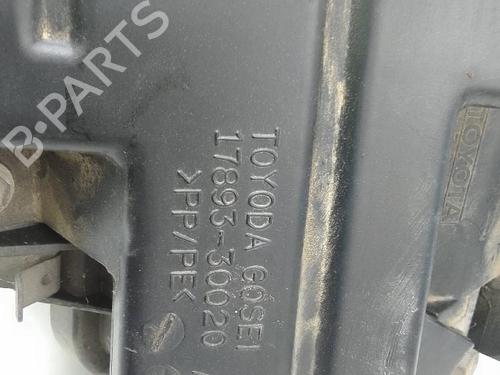 B-PARTS
TOYODA GOSEI
17893-30020
>PP/PE<
TOYOTA